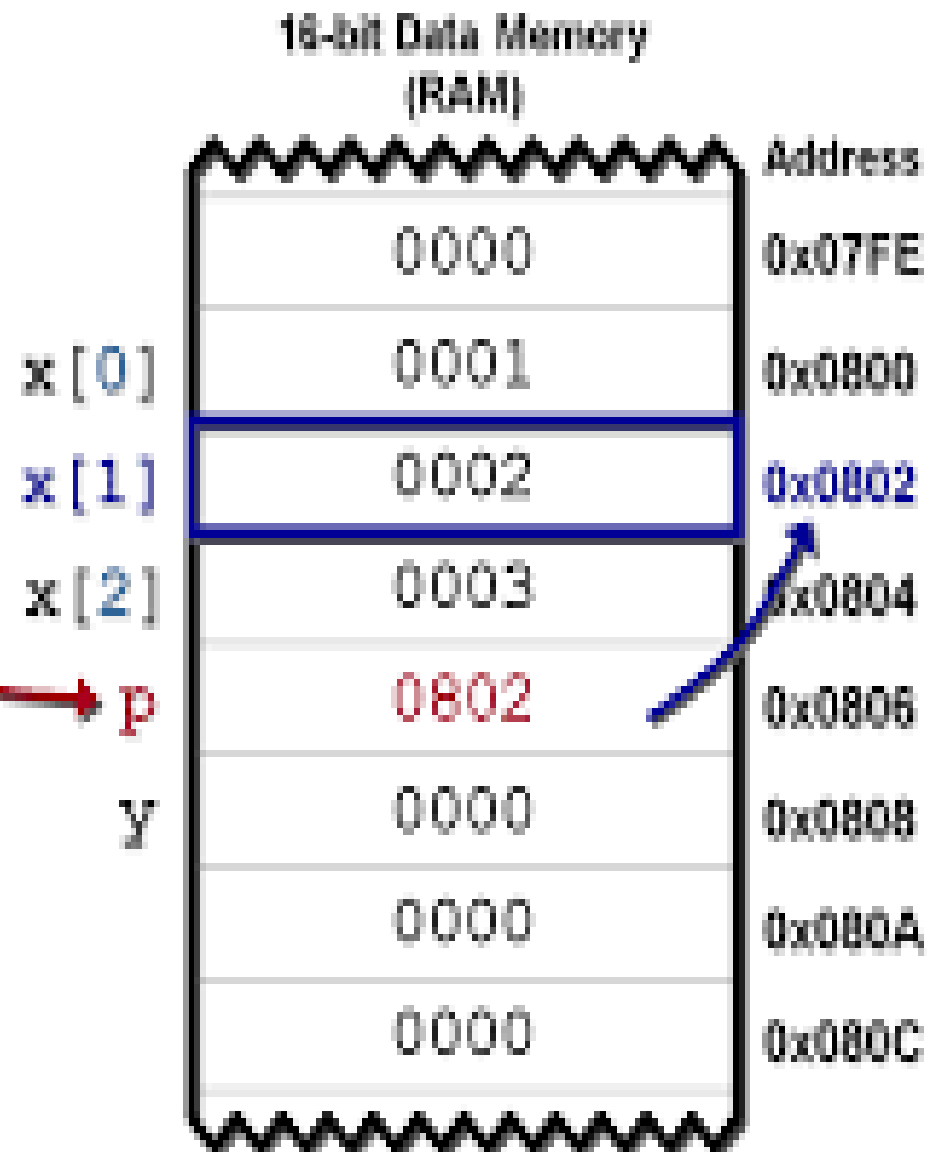 16-bit Data Memory
(RAM)
Address
0000 0x07FE
x[0] 0001 0x0800
x[1] 0002 0x0802
x[2] 0003 0x0804
p 0802 0x0806
y 0000 0x0808
0000 0x080A
0000 0x080C